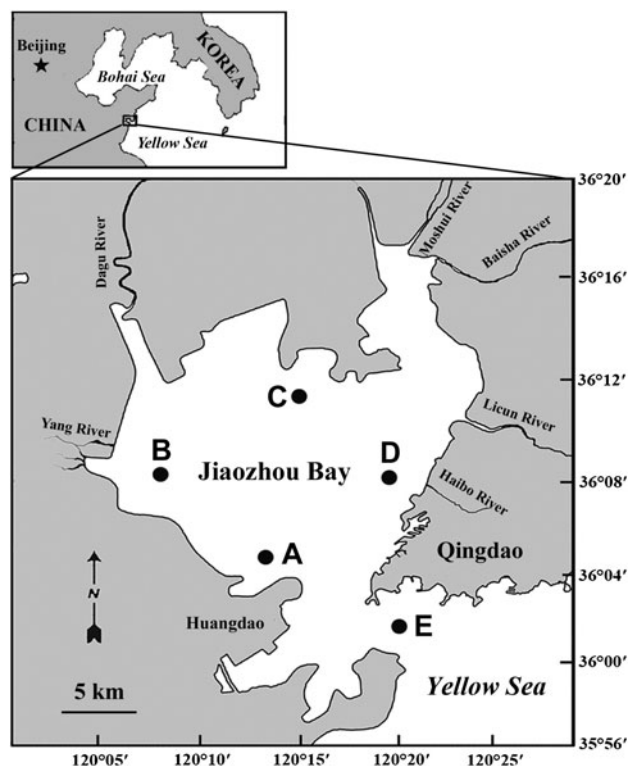 Beijing
KOREA
Bohai Sea
CHINA
Yellow Sea
36°20′
Moshui River
Baisha River
Dagu River
36°16′
C
36°12′
Licun River
Yang River
B
D
Jiaozhou Bay
36°08′
Haibo River
A
Qingdao
36°04′
N
Huangdao
E
36°00′
5 km
Yellow Sea
35°56′
120°05′ 120°10′ 120°15′ 120°20′ 120°25′